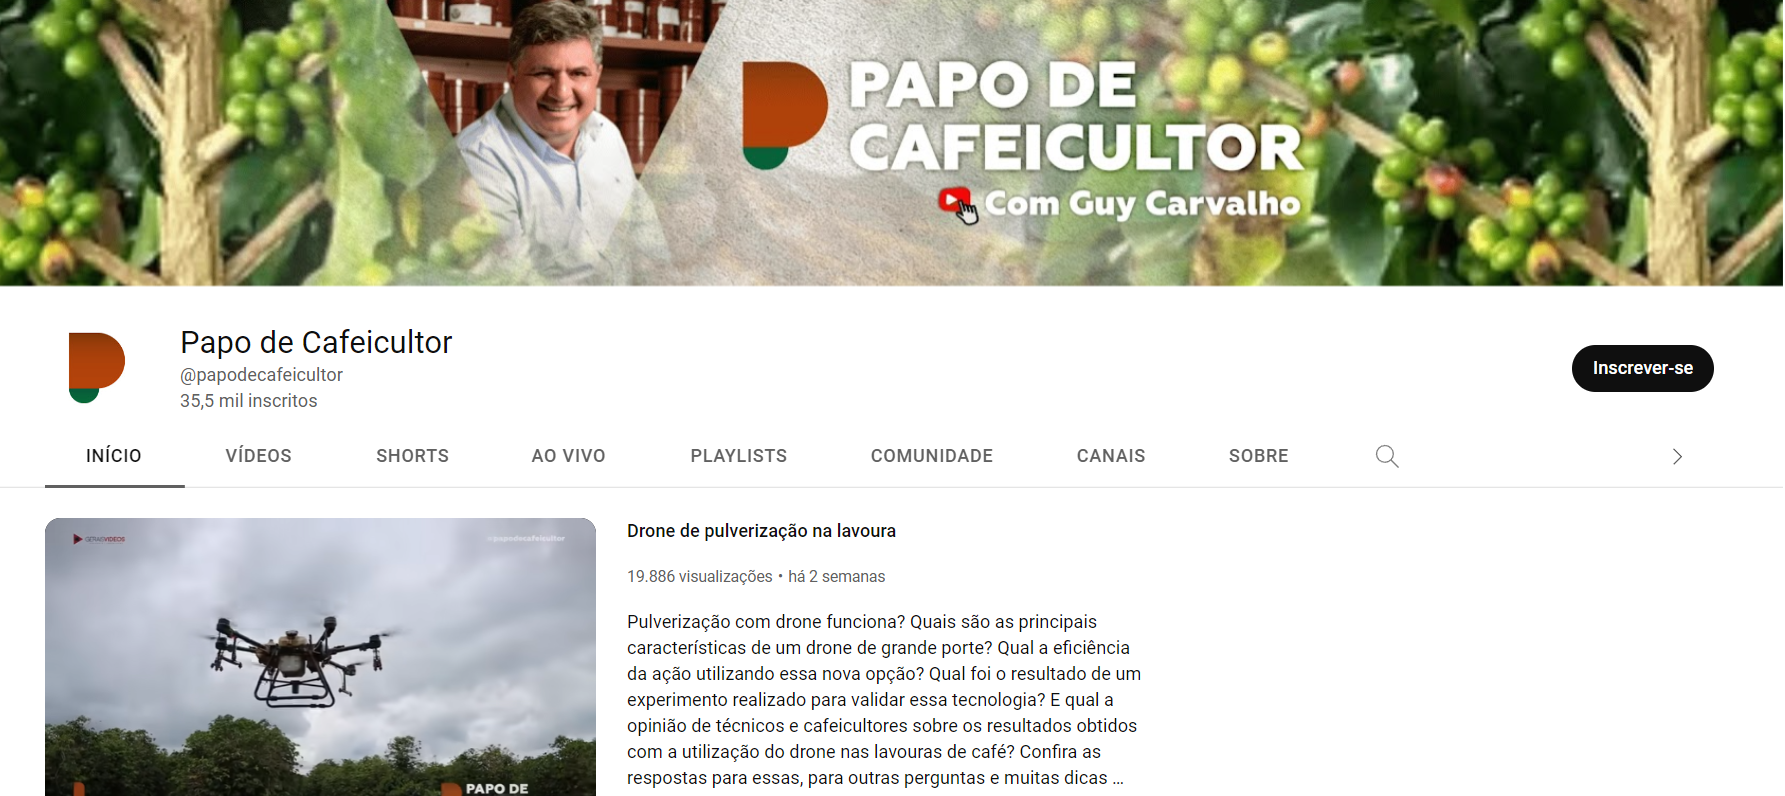 PAPO DE
CAFEICULTOR
Com Guy Carvalho
Papo de Cafeicultor
@papodecafeicultor
35,5 mil inscritos
Inscrever-se
INÍCIO
VÍDEOS
SHORTS
AO VIVO
PLAYLISTS
COMUNIDADE
CANAIS
SOBRE
GERAISVIDEOS
@papodecafeicultor
PAPO DE
Drone de pulverização na lavoura
19.886 visualizações • há 2 semanas
Pulverização com drone funciona? Quais são as principais
características de um drone de grande porte? Qual a eficiência
da ação utilizando essa nova opção? Qual foi o resultado de um
experimento realizado para validar essa tecnologia? E qual a
opinião de técnicos e cafeicultores sobre os resultados obtidos
com a utilização do drone nas lavouras de café? Confira as
respostas para essas, para outras perguntas e muitas dicas ...